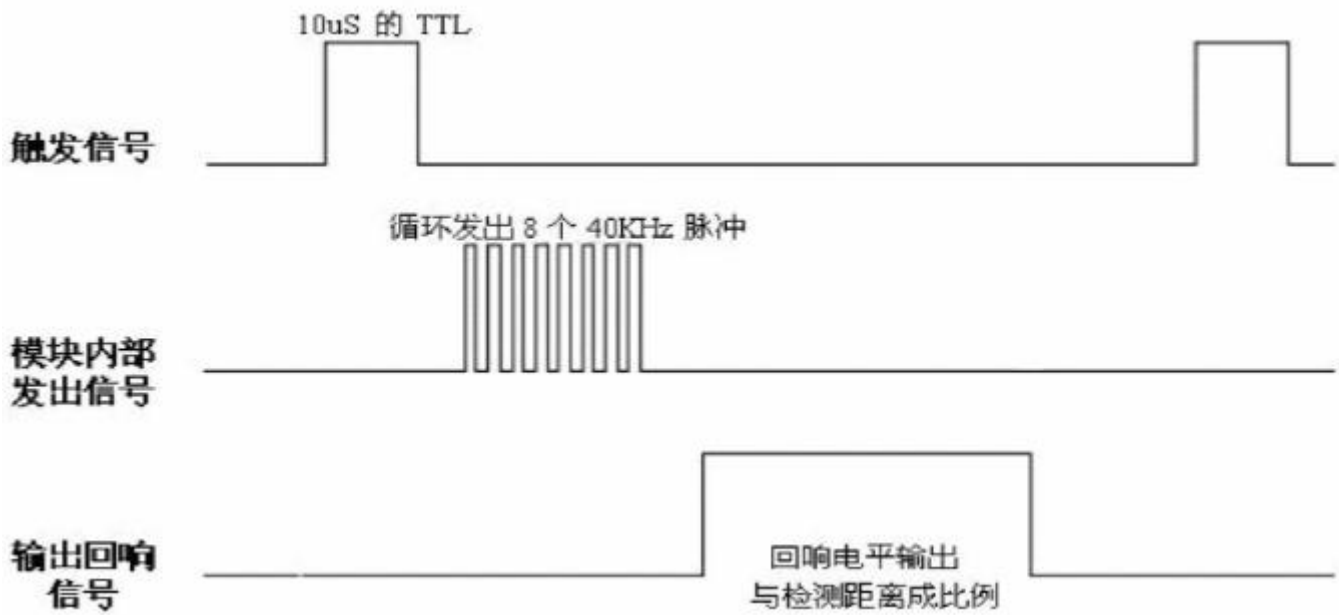 10uS 的 TTL
触发信号
循环发出 8 个 40KHz 脉冲
模块内部
发出信号
输出回响
信号
回响电平输出
与检测距离成比例